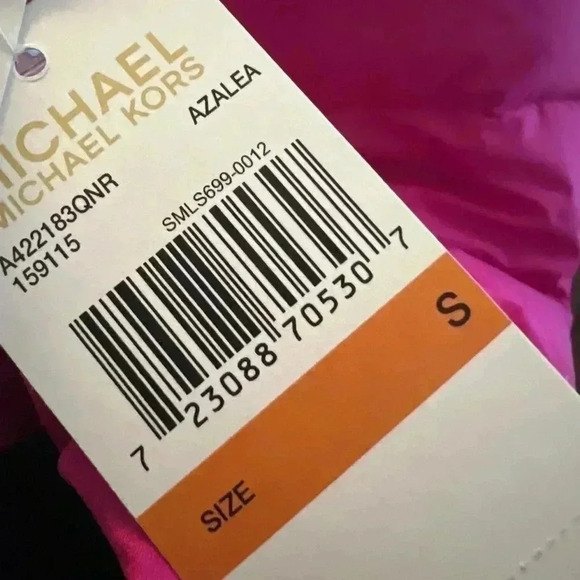 MICHAEL
MICHAEL KORS
AZALEA
A422183QNR
159115
SMLS699-0012
7 23088 70530 7
SIZE S